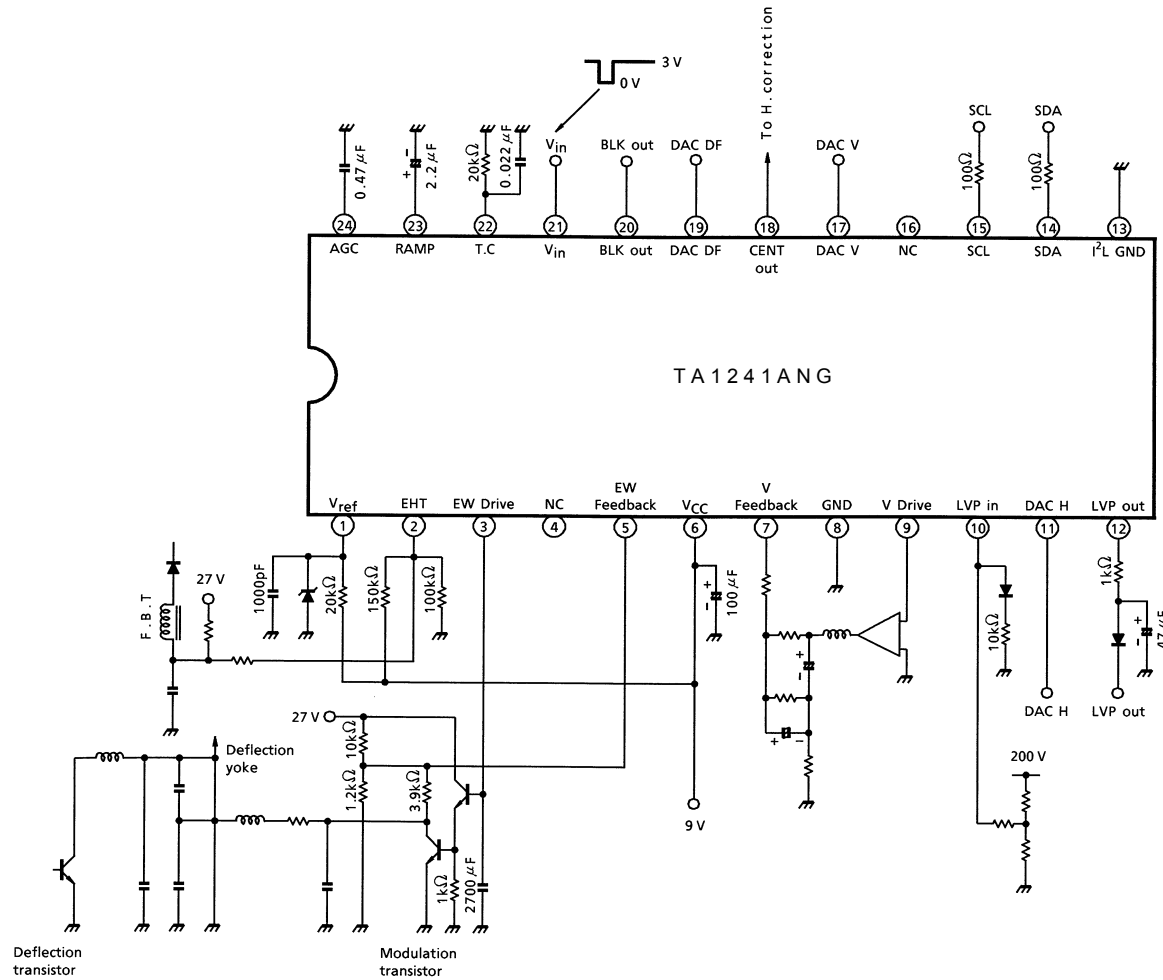 3 V
0 V
To H. correction
0.47 μF
2.2 μF
+ −
20kΩ
0.022 μF
Vin
BLK out
DAC DF
DAC V
SCL
SDA
100Ω
100Ω
24 23 22 21 20 19 18 17 16 15 14 13
AGC
RAMP
T.C
Vin
BLK out
DAC DF
CENT out
DAC V
NC
SCL
SDA
I²L GND
TA1241ANG
Vref
EHT
EW Drive
NC
EW Feedback
VCC
V Feedback
GND
V Drive
LVP in
DAC H
LVP out
1 2 3 4 5 6 7 8 9 10 11 12
F.B.T
27 V
1000pF
20kΩ
150kΩ
100kΩ
+ −
100 μF
+
−
+ −
10kΩ
1kΩ
+ −
47 μF
DAC H
LVP out
27 V
10kΩ
1.2kΩ
3.9kΩ
Deflection
yoke
9 V
200 V
1kΩ
2700 μF
Deflection
transistor
Modulation
transistor